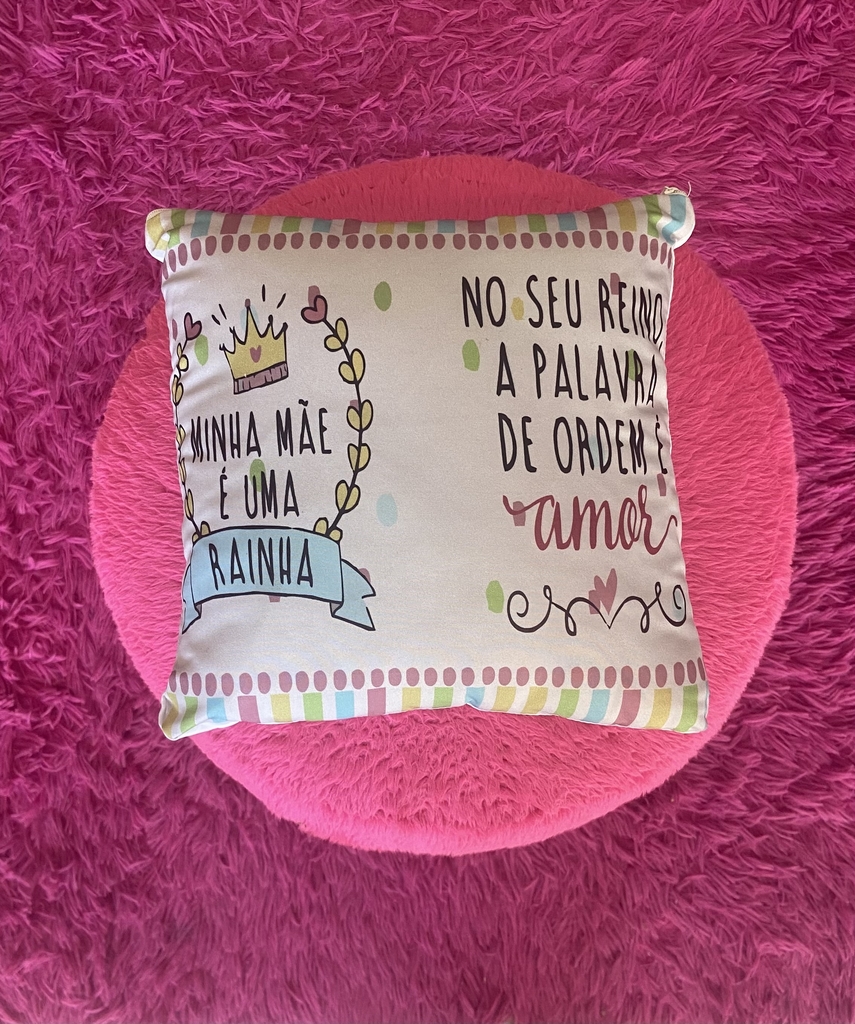 MINHA MÃE
É UMA
RAINHA
NO SEU REINO,
A PALAVRA
DE ORDEM É
amor